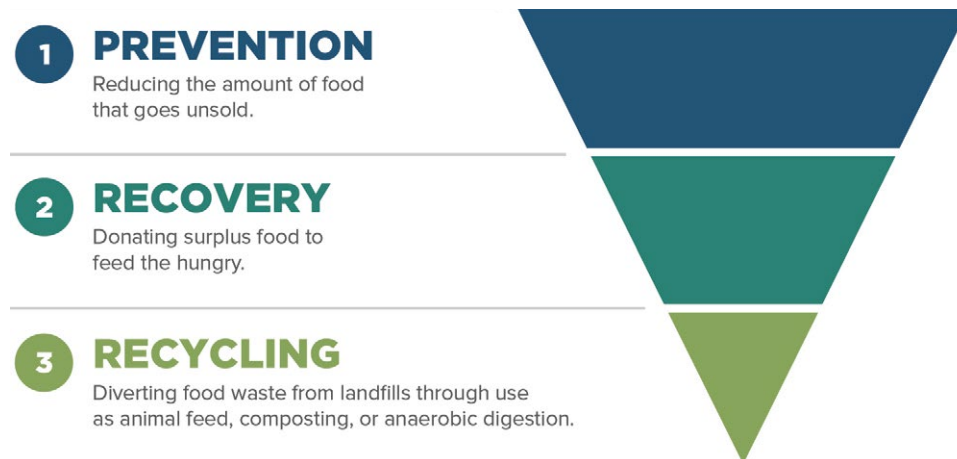 1 PREVENTION
Reducing the amount of food
that goes unsold.
2 RECOVERY
Donating surplus food to
feed the hungry.
3 RECYCLING
Diverting food waste from landfills through use
as animal feed, composting, or anaerobic digestion.